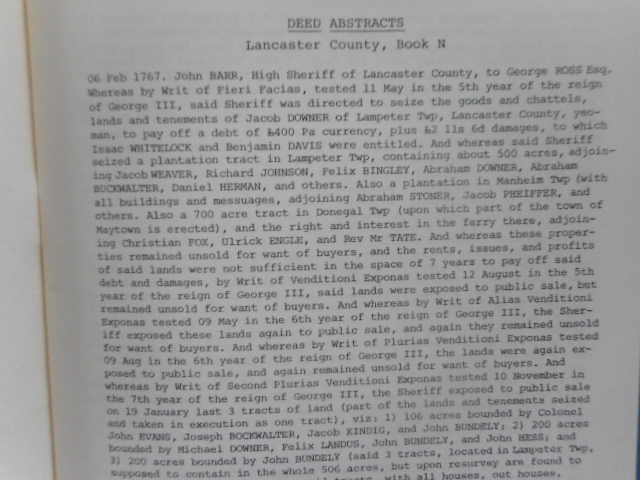 DEED ABSTRACTS
Lancaster County, Book N
06 Feb 1767. John BARR, High Sheriff of Lancaster County, to George ROSS Esq.
Whereas by Writ of Fieri Facias, tested 11 May in the 5th year of the reign
of George III, said Sheriff was directed to seize the goods and chattels,
lands and tenements of Jacob DOWNER of Lampeter Twp, Lancaster County, yeo-
man, to pay off a debt of ₤400 Pa currency, plus ₤2 11s 6d damages, to which
Isaac WHITELOCK and Benjamin DAVIS were entitled. And whereas said Sheriff
seized a plantation tract in Lampeter Twp, containing about 500 acres, adjoin-
ing Jacob WEAVER, Richard JOHNSON, Felix BINGLEY, Abraham DOWNER, Abraham
BUCKWALTER, Daniel HERMAN, and others. Also a plantation in Manheim Twp (with
all buildings and messuages, adjoining Abraham STONER, Jacob PHEIFFER, and
others. Also a 700 acre tract in Donegal Twp (upon which part of the town of
Maytown is erected), and the right and interest in the ferry there, adjoin-
ing Christian FOX, Ulrick ENGLE, and Rev Mr TATE. And whereas these proper-
ties remained unsold for want of buyers, and the rents, issues, and profits
of said lands were not sufficient in the space of 7 years to pay off said
debt and damages, by Writ of Venditioni Exponas tested 12 August in the 5th
year of the reign of George III, said lands were exposed to public sale, but
remained unsold for want of buyers. And whereas by Writ of Alias Venditioni
Exponas tested 09 May in the 6th year of the reign of George III, the Sher-
iff exposed these lands again to public sale, and again they remained unsold
for want of buyers. And whereas by Writ of Plurias Venditioni Exponas tested
09 Aug in the 6th year of the reign of George III, the lands were again ex-
posed to public sale, and again remained unsold for want of buyers. And
whereas by Writ of Second Plurias Venditioni Exponas tested 10 November in
the 7th year of the reign of George III, the Sheriff exposed to public sale
on 19 January last 3 tracts of land (part of the lands and tenements seized
and taken in execution as one tract), viz: 1) 106 acres bounded by Colonel
John EVANS, Joseph BOCKWALTER, Jacob KINDIG, and John BUNDELY; 2) 200 acres
bounded by Michael DOWNER, Felix LANDUS, John BUNDELY, and John HESS; and
3) 200 acres bounded by John BUNDELY (said 3 tracts, located in Lampeter Twp,
supposed to contain in the whole 506 acres, but upon resurvey are found to
tracts, with all houses, out houses,